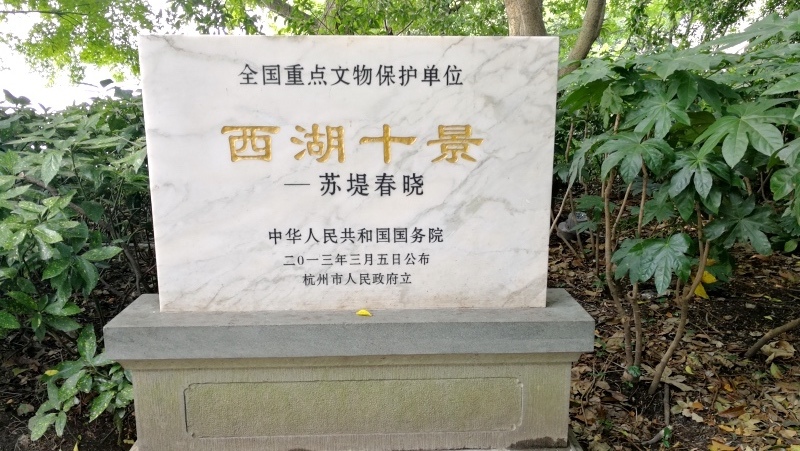 全国重点文物保护单位
西湖十景
—苏堤春晓
中华人民共和国国务院
二〇一三年三月五日公布
杭州市人民政府立